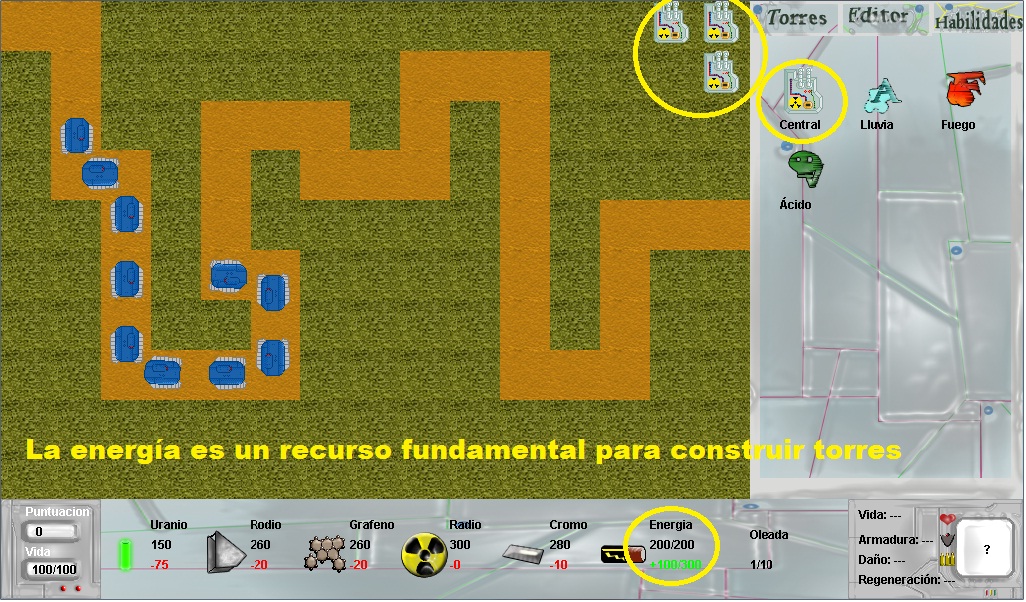 Torres Editor Habilidades
Central Lluvia Fuego
Ácido
La energía es un recurso fundamental para construir torres
Puntuacion
0
Vida
100/100
Uranio
150
-75
Rodio
260
-20
Grafeno
260
-20
Radio
300
-0
Cromo
280
-10
Energia
200/200
+100/300
Oleada
1/10
Vida: ---
Armadura: ---
Daño: ---
Regeneración: ---
?